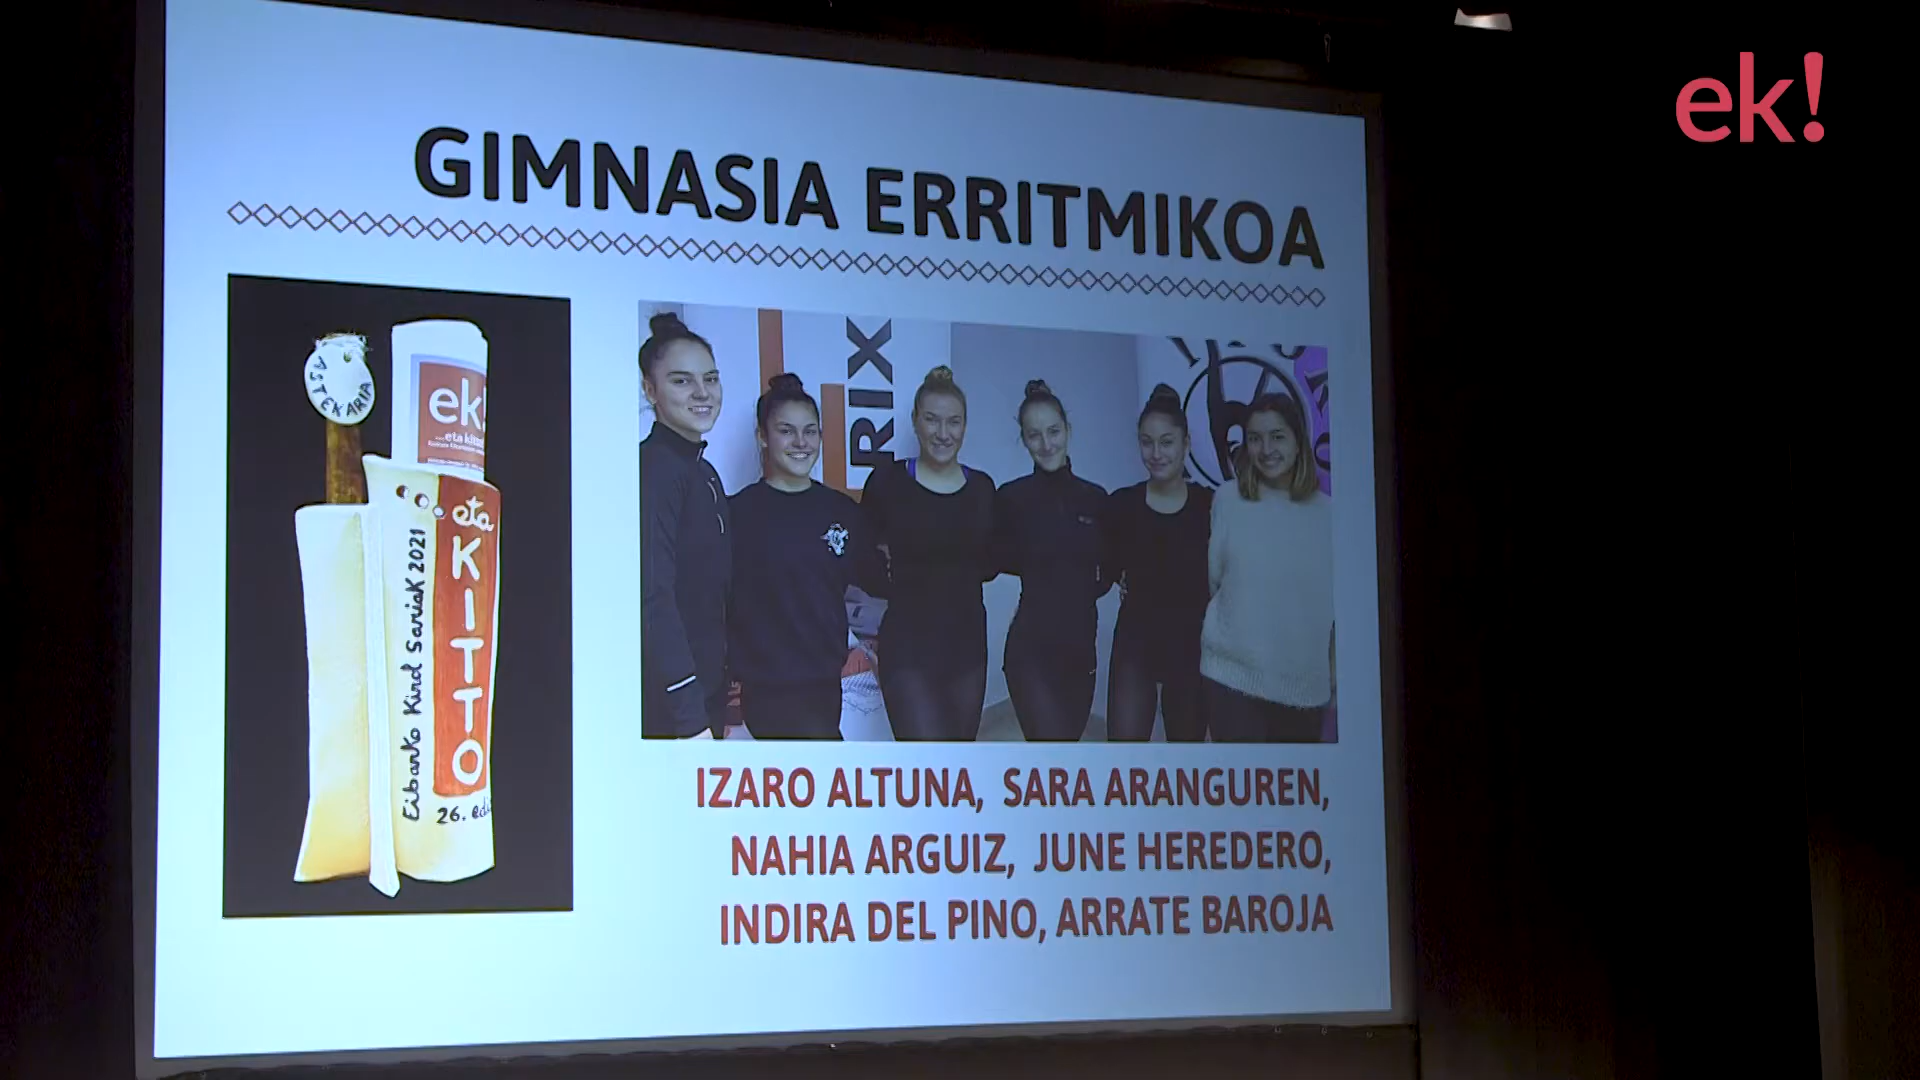 ek!
GIMNASIA ERRITMIKOA
ASTEKARIA
ek!
...eta kitto
eta
KITTO
Eibarko Kirol Sariak 2021
26. edi
RIX
IZARO ALTUNA, SARA ARANGUREN,
NAHIA ARGUIZ, JUNE HEREDERO,
INDIRA DEL PINO, ARRATE BAROJA